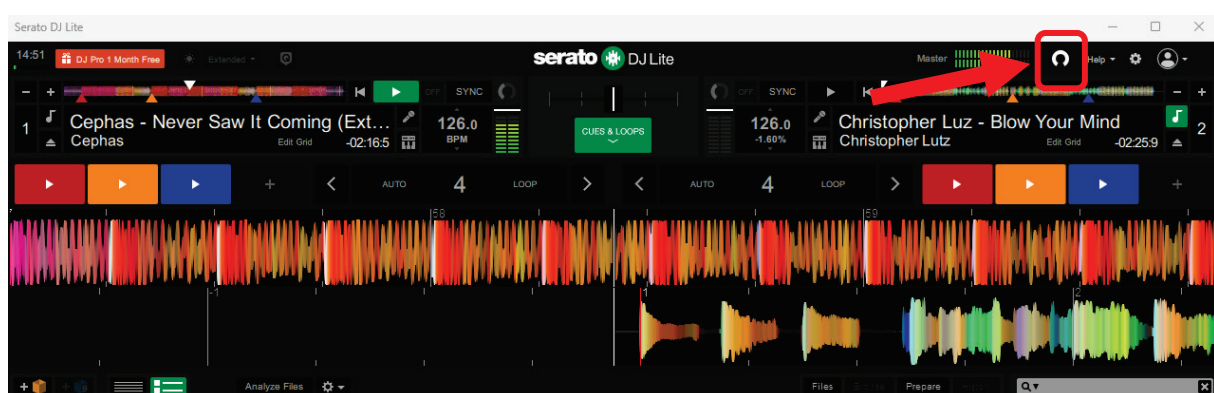 Serato DJ Lite
14:51 DJ Pro 1 Month Free Extended serato DJ Lite Master Help
- + OFF SYNC OFF SYNC - +
1 Cephas - Never Saw It Coming (Ext... 126.0 CUES & LOOPS 126.0 Christopher Luz - Blow Your Mind 2
Cephas Edit Grid -02:16:5 BPM -1.60% Christopher Lutz Edit Grid -02:25:9
+ AUTO 4 LOOP AUTO 4 LOOP +
58 59
-1 1 2
+ + Analyze Files Files Prepare